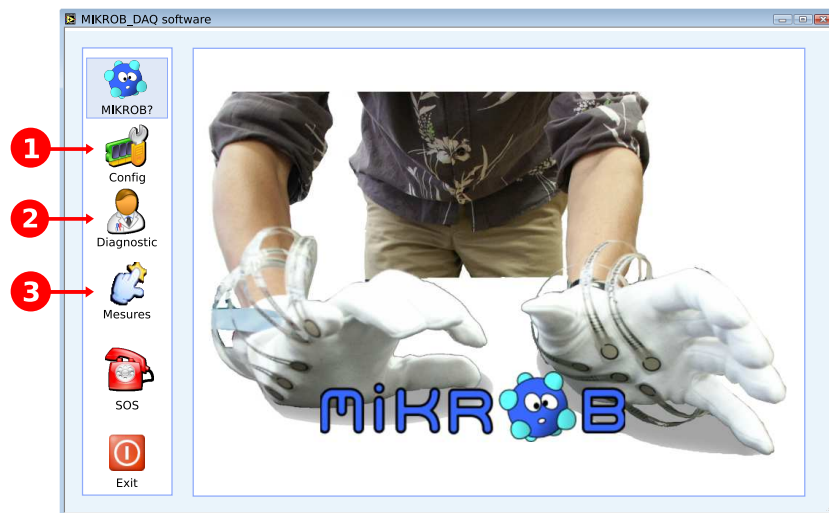 MIKROB_DAQ software
MIKROB?
1
Config
2
Diagnostic
3
Mesures
SOS
Exit
MiKROB